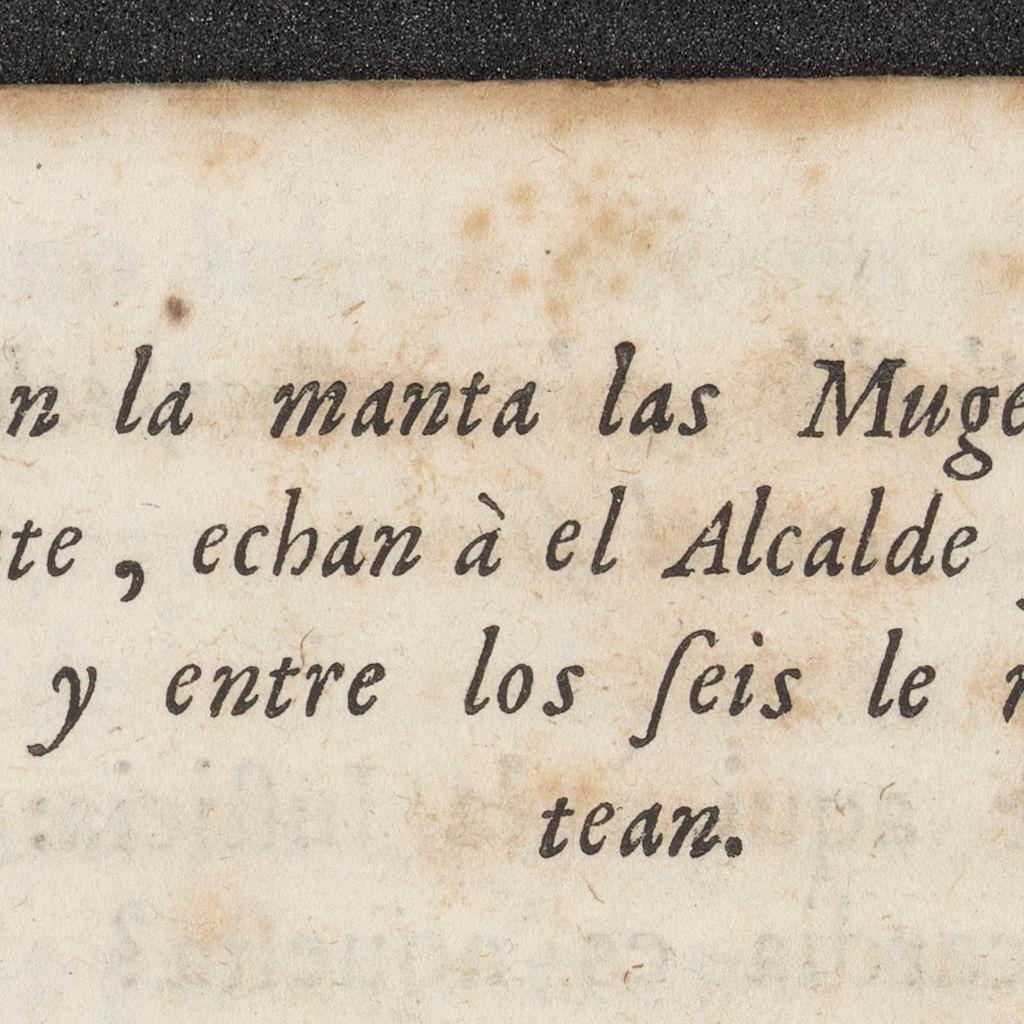 n la manta las Muge
te, echan à el Alcalde
y entre los ſeis le
tean.